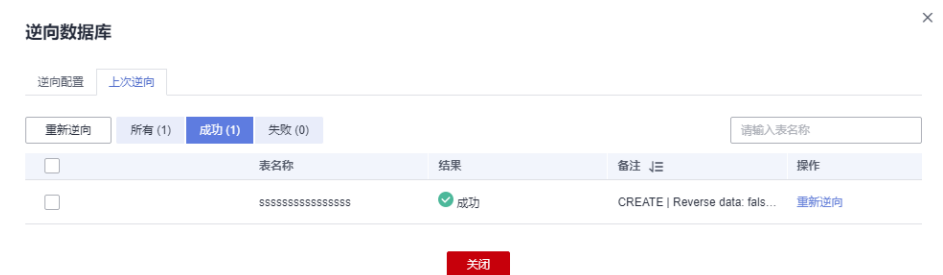 逆向数据库
逆向配置 上次逆向
重新逆向 所有 (1) 成功 (1) 失败 (0) 请输入表名称
表名称 结果 备注 操作
ssssssssssssssss 成功 CREATE | Reverse data: fals... 重新逆向
关闭